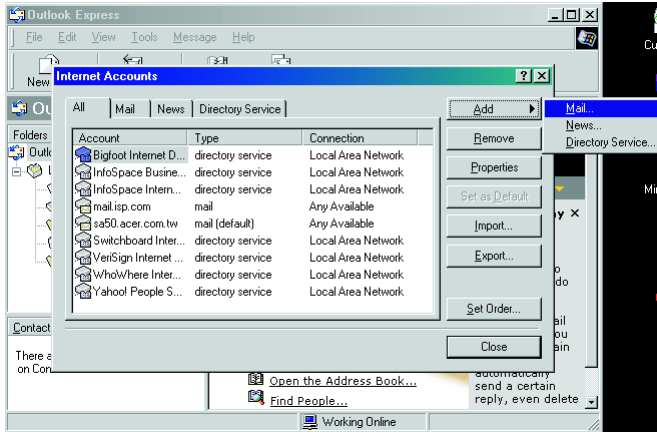 Outlook Express
File Edit View Tools Message Help
New
Internet Accounts
All Mail News Directory Service
Add
Mail...
News...
Directory Service...
Account Type Connection
Bigfoot Internet D... directory service Local Area Network
InfoSpace Busine... directory service Local Area Network
InfoSpace Intern... directory service Local Area Network
mail.isp.com mail Any Available
sa50.acer.com.tw mail (default) Any Available
Switchboard Inter... directory service Local Area Network
VeriSign Internet ... directory service Local Area Network
WhoWhere Inter... directory service Local Area Network
Yahoo! People S... directory service Local Area Network
Remove
Properties
Set as Default
Import...
Export...
Set Order...
Close
Folders
Contact
There a
on Con
Open the Address Book...
Find People...
automatically
send a certain
reply, even delete
Working Online